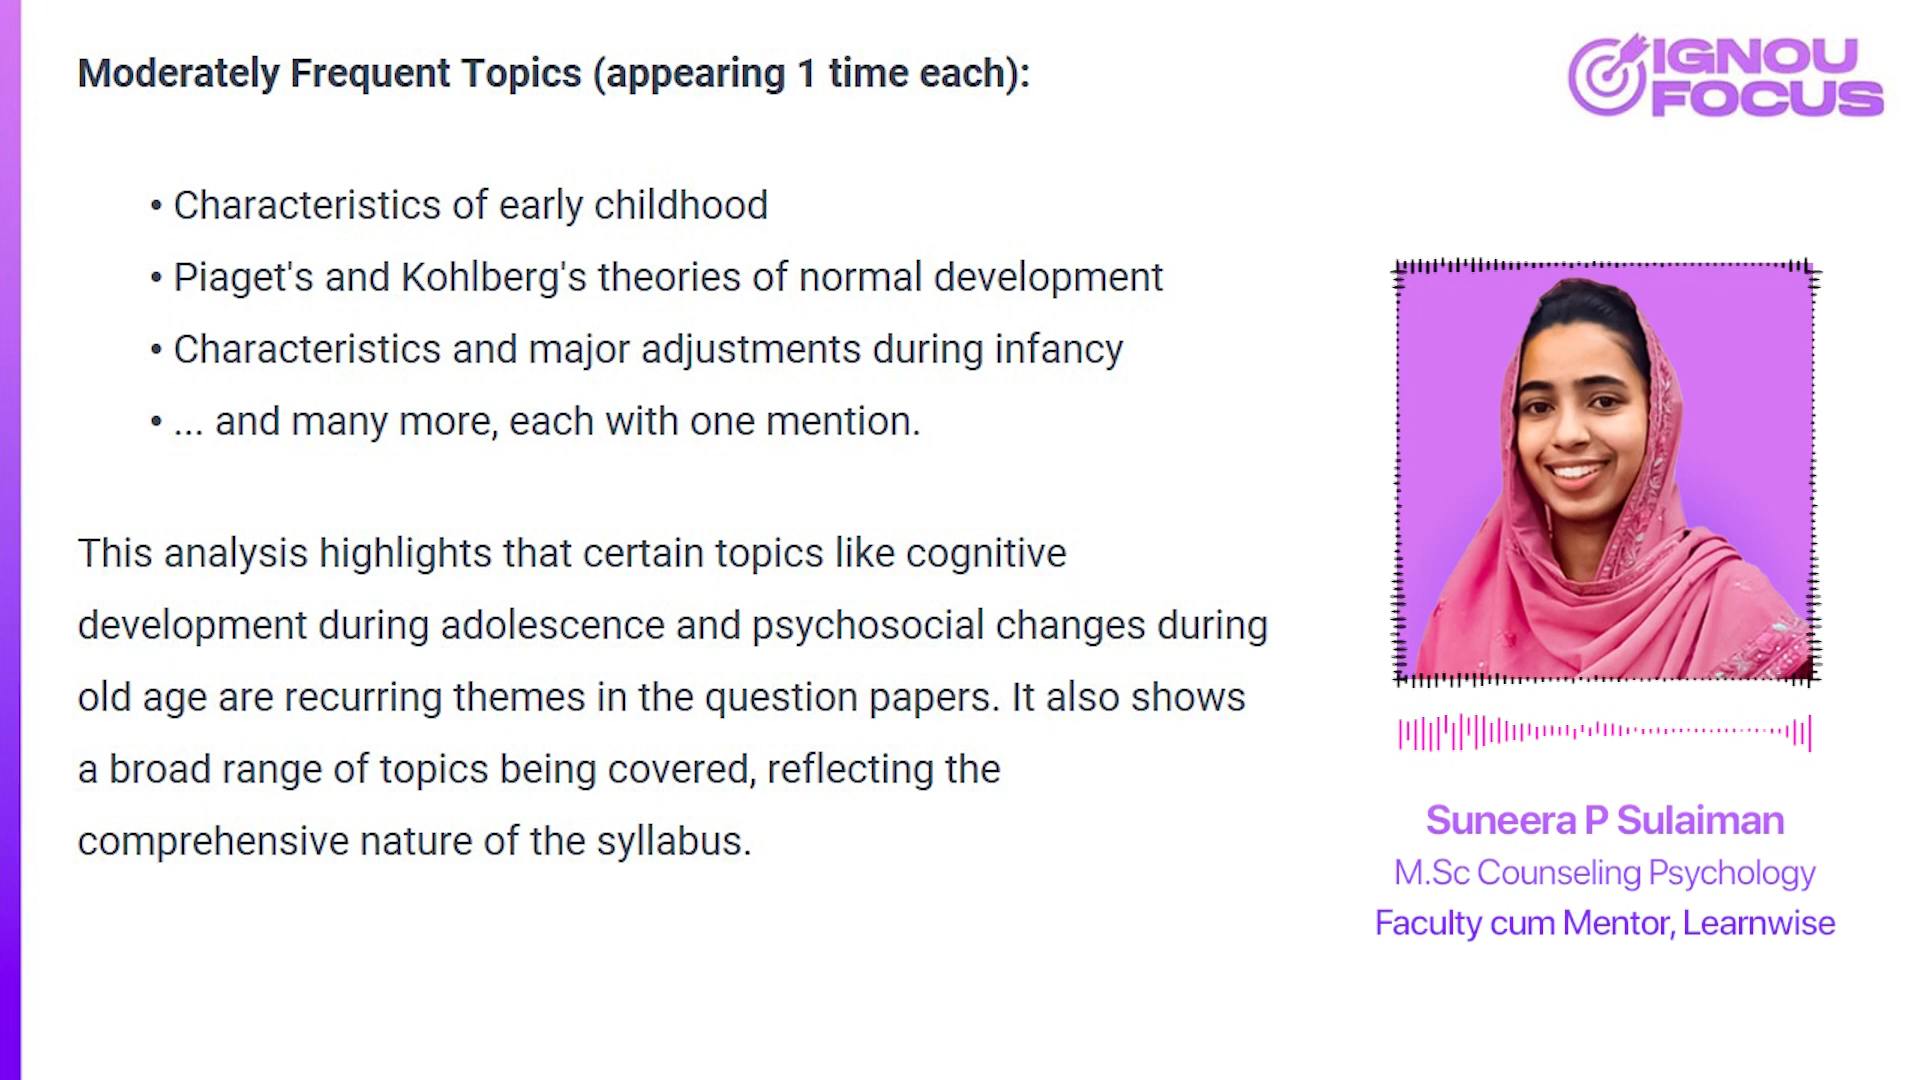 Moderately Frequent Topics (appearing 1 time each):
IGNOU
FOCUS
• Characteristics of early childhood
• Piaget's and Kohlberg's theories of normal development
• Characteristics and major adjustments during infancy
• ... and many more, each with one mention.
This analysis highlights that certain topics like cognitive
development during adolescence and psychosocial changes during
old age are recurring themes in the question papers. It also shows
a broad range of topics being covered, reflecting the
comprehensive nature of the syllabus.
Suneera P Sulaiman
M.Sc Counseling Psychology
Faculty cum Mentor, Learnwise